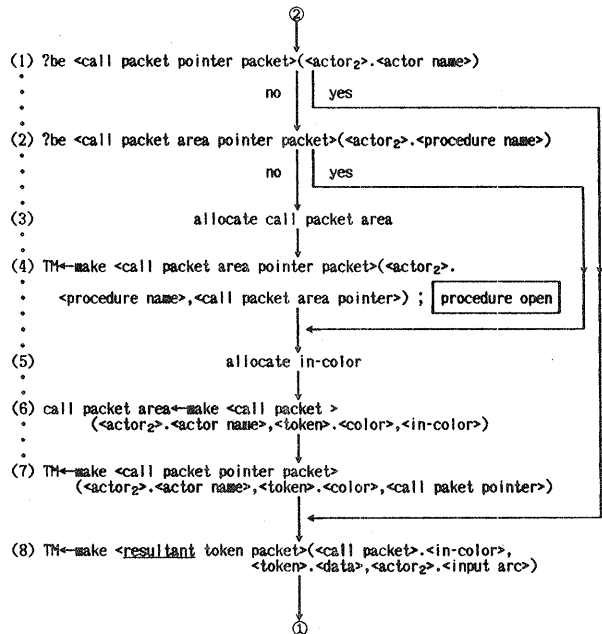 ②
(1) ?be <call packet pointer packet>(<actor₂>.<actor name>)
no yes
(2) ?be <call packet area pointer packet>(<actor₂>.<procedure name>)
no yes
(3) allocate call packet area
(4) TM←make <call packet area pointer packet>(<actor₂>.
<procedure name>,<call packet area pointer>) ; procedure open
(5) allocate in-color
(6) call packet area←make <call packet >
(<actor₂>.<actor name>,<token>.<color>,<in-color>)
(7) TM←make <call packet pointer packet>
(<actor₂>.<actor name>,<token>.<color>,<call paket pointer>)
(8) TM←make <resultant token packet>(<call packet>.<in-color>,
<token>.<data>,<actor₂>.<input arc>)
①